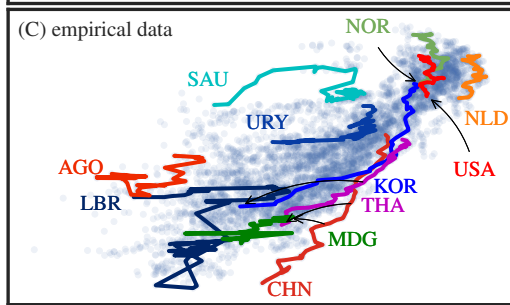 (C) empirical data
NOR
SAU
NLD
URY
USA
AGO
KOR
LBR
THA
MDG
CHN